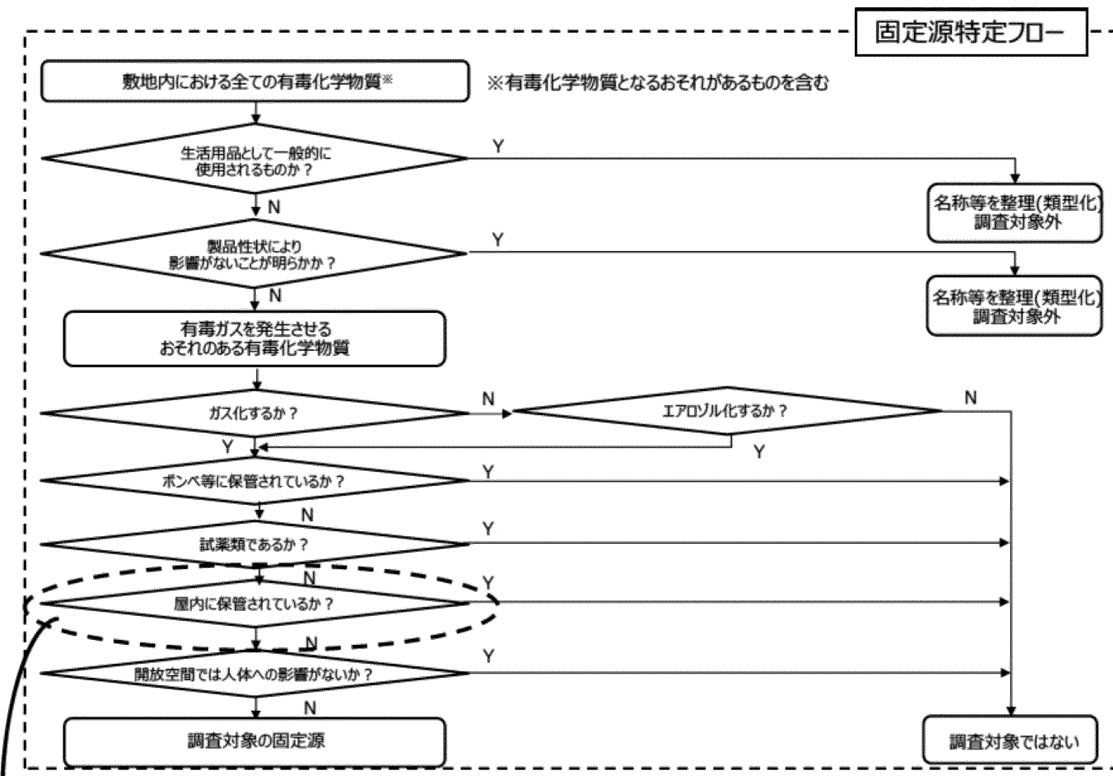 固定源特定フロー
敷地内における全ての有毒化学物質※
※有毒化学物質となるおそれがあるものを含む
生活用品として一般的に
使用されるものか？
Y
N
名称等を整理(類型化)
調査対象外
製品性状により
影響がないことが明らかか？
Y
N
名称等を整理(類型化)
調査対象外
有毒ガスを発生させる
おそれのある有毒化学物質
ガス化するか？
N
エアロゾル化するか？
N
Y
Y
ボンベ等に保管されているか？
Y
N
試薬類であるか？
Y
N
屋内に保管されているか？
Y
N
開放空間では人体への影響がないか？
Y
N
調査対象の固定源
調査対象ではない